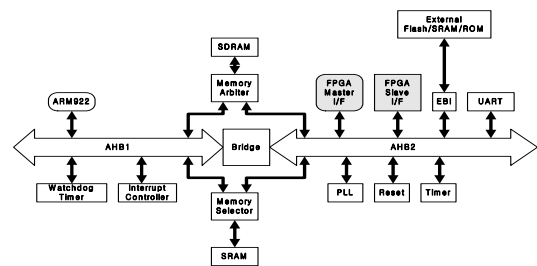 External
Flash/SRAM/ROM
SDRAM
ARM922
Memory
Arbiter
FPGA
Master
I/F
FPGA
Slave
I/F
EBI
UART
AHB1
Bridge
AHB2
Watchdog
Timer
Interrupt
Controller
Memory
Selector
PLL
Reset
Timer
SRAM